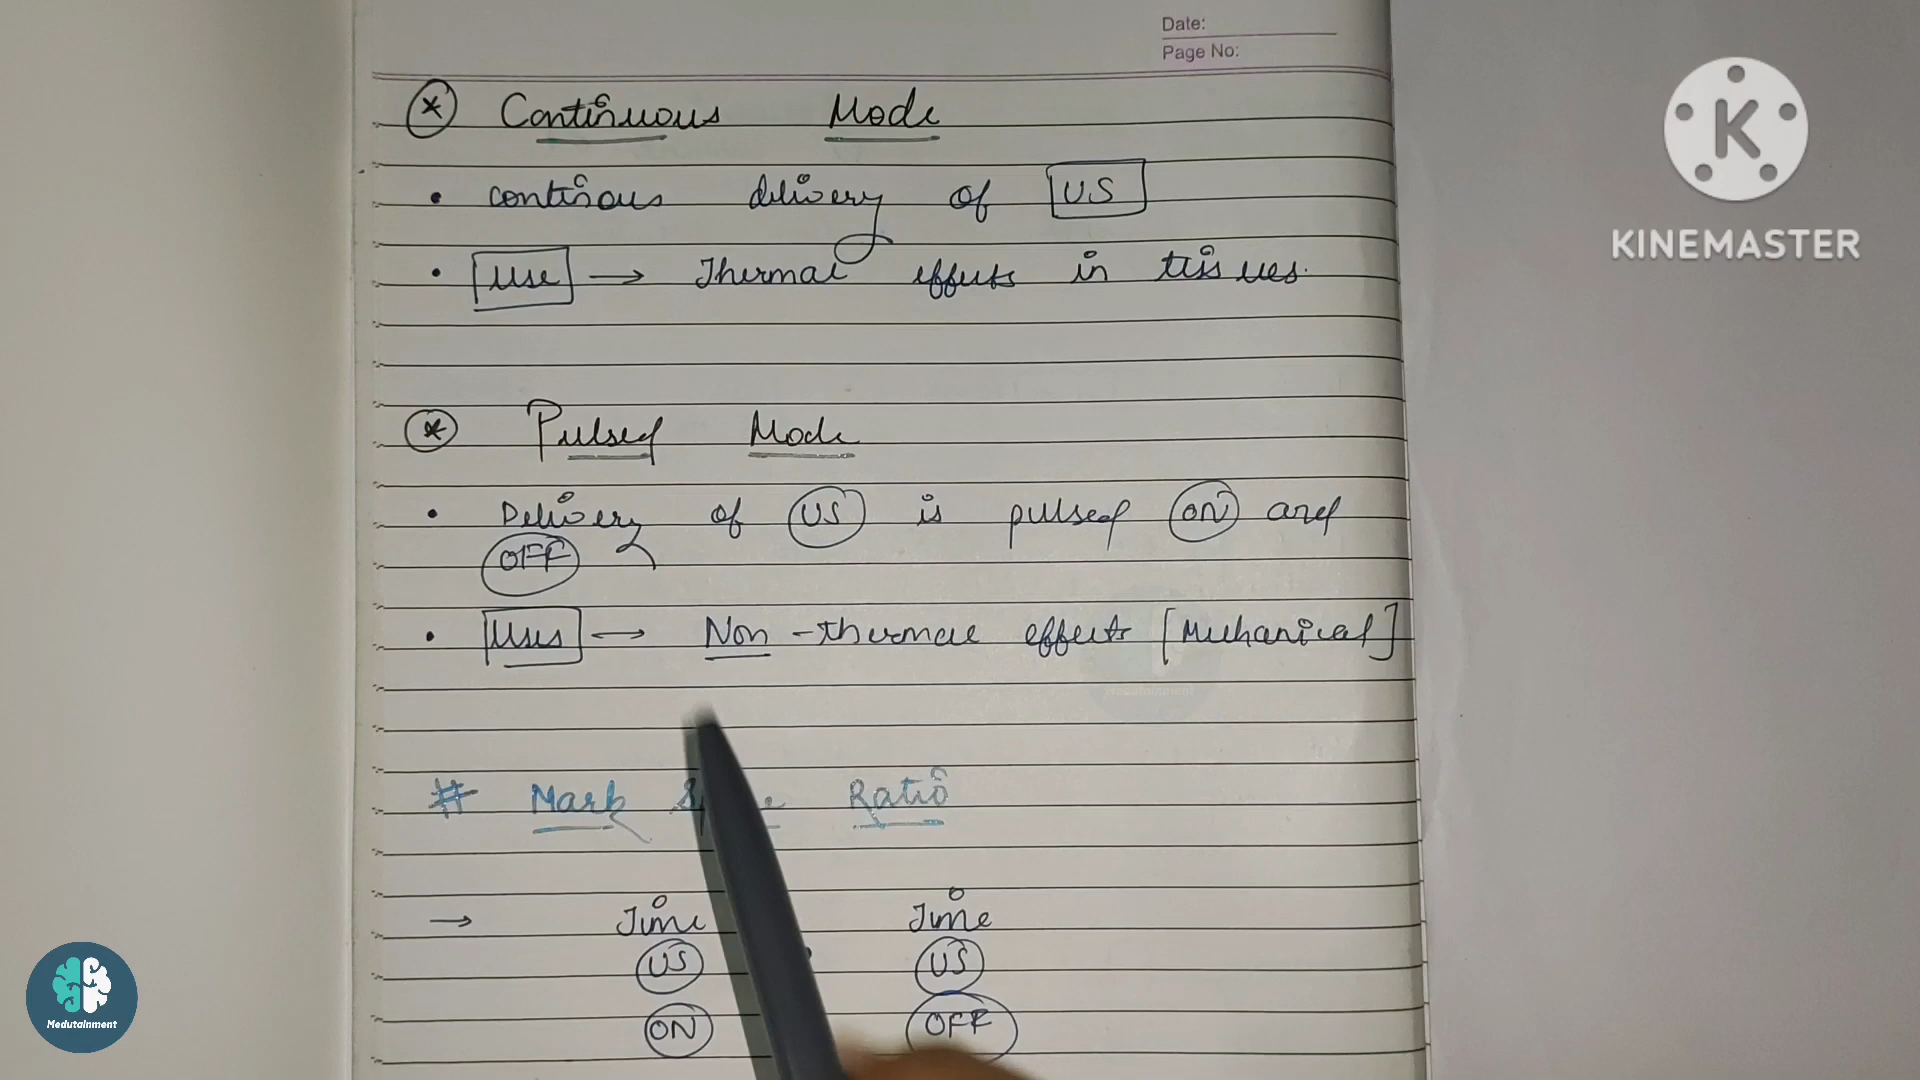 Date:
Page No:
Continuous Mode
• continous delivery of US
• Use → Thermal effects in tissues.
Pulsed Mode
• Delivery of US is pulsed ON and
OFF
• Uses → Non-thermal effects [Mechanical]
# Mark Ratio
→ Time Time
US US
ON OFF
KINEMASTER
Medutainment